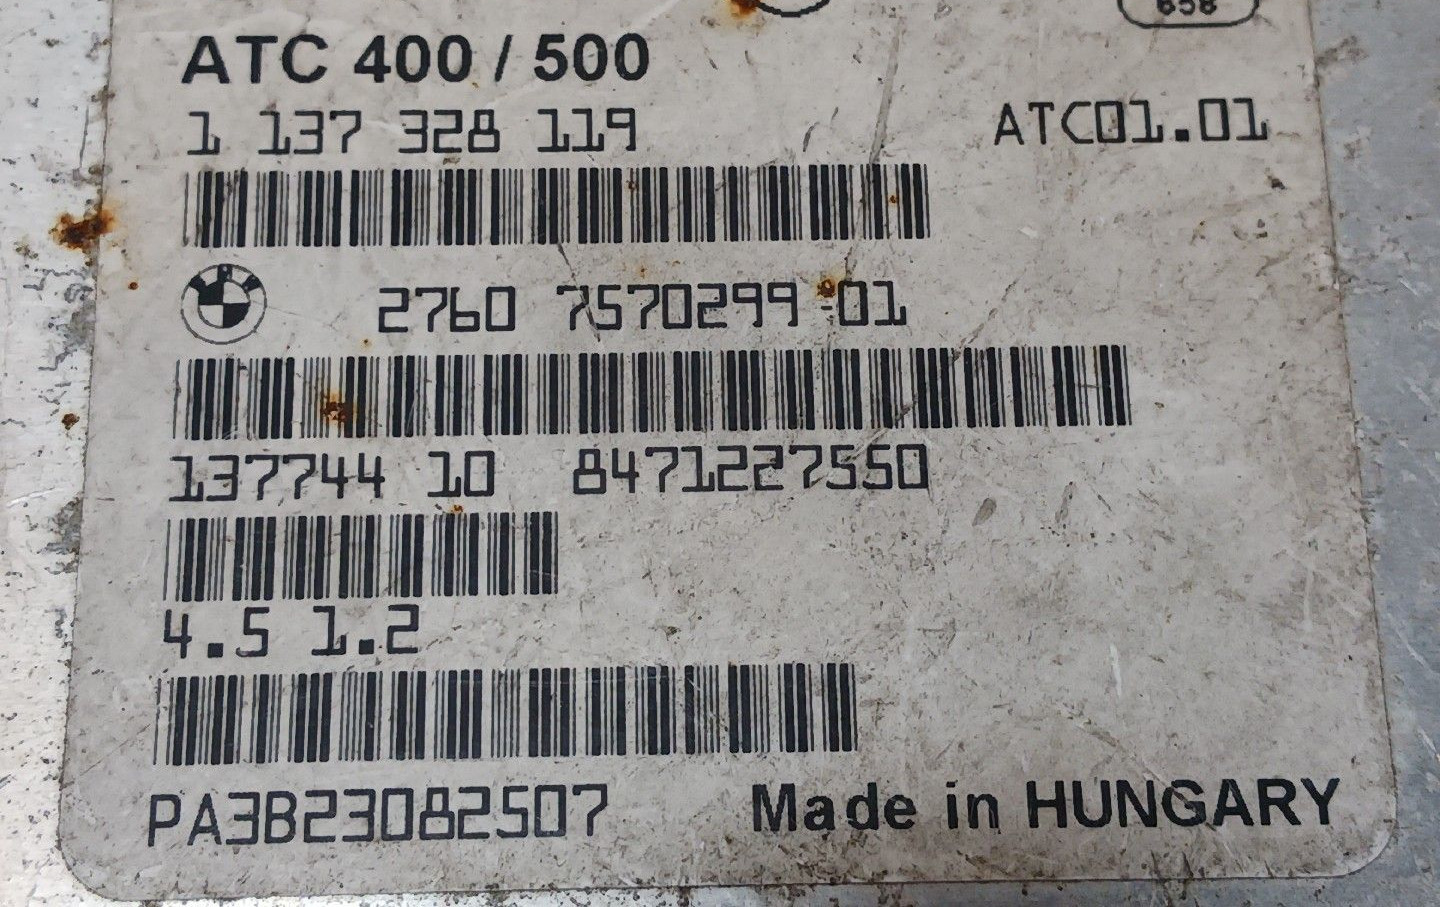 658
ATC 400 / 500
1 137 328 119 ATC01.01
2760 7570299-01
137744 10 8471227550
4.5 1.2
PA3B23082507 Made in HUNGARY